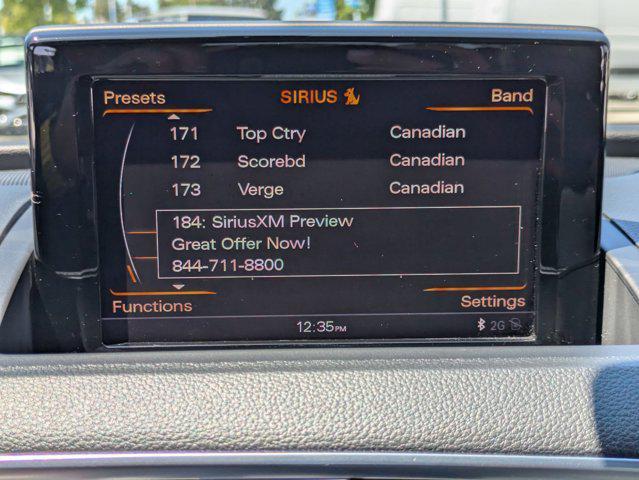 Presets SIRIUS Band
171 Top Ctry Canadian
172 Scorebd Canadian
173 Verge Canadian
184: SiriusXM Preview
Great Offer Now!
844-711-8800
Functions Settings
12:35PM 2G